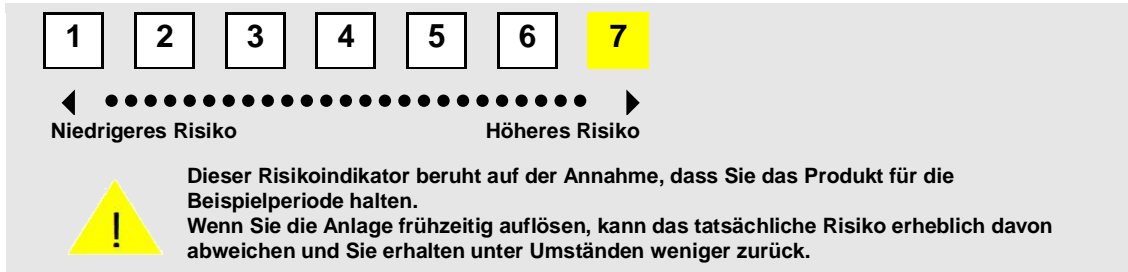 1 2 3 4 5 6 7
Niedrigeres Risiko Höheres Risiko
Dieser Risikoindikator beruht auf der Annahme, dass Sie das Produkt für die
Beispielperiode halten.
Wenn Sie die Anlage frühzeitig auflösen, kann das tatsächliche Risiko erheblich davon
abweichen und Sie erhalten unter Umständen weniger zurück.
!